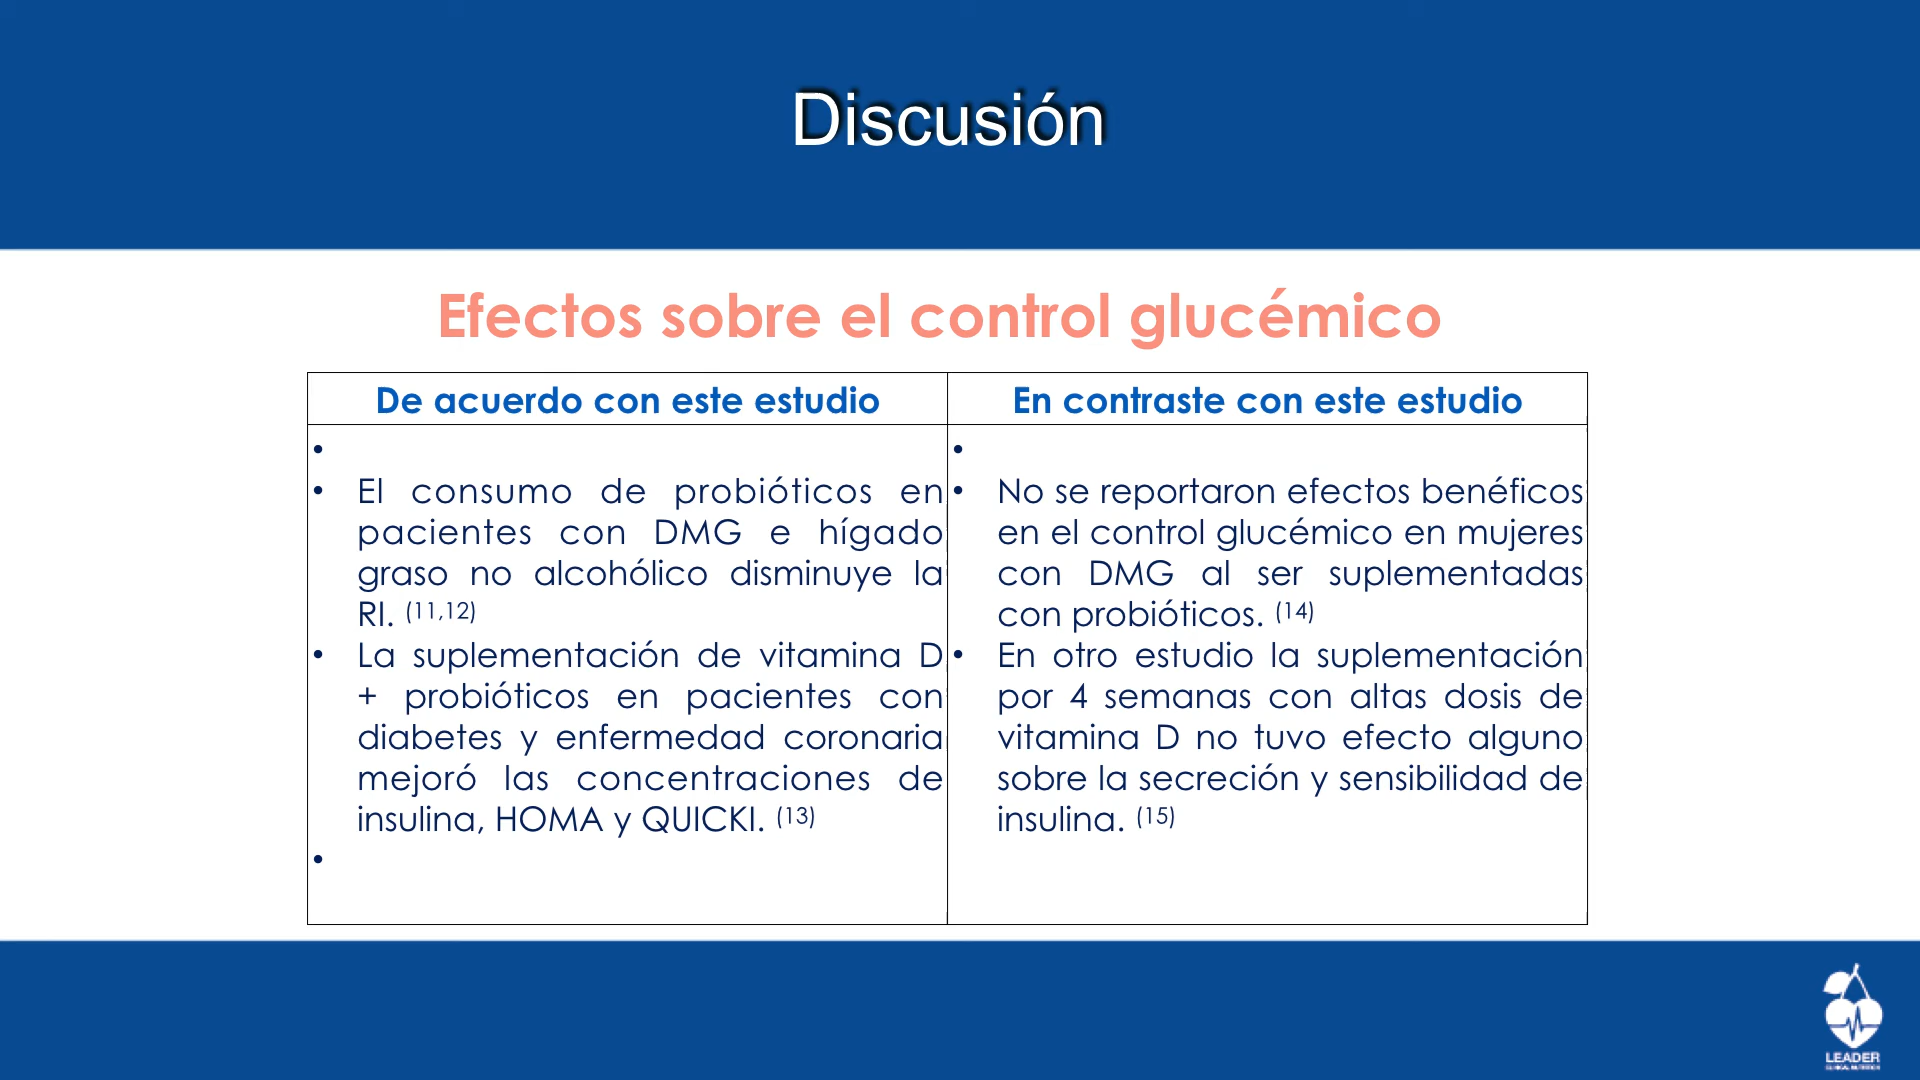 Discusión
Efectos sobre el control glucémico
De acuerdo con este estudio
•
• El consumo de probióticos en
pacientes con DMG e hígado
graso no alcohólico disminuye la
RI. (11,12)
• La suplementación de vitamina D
+ probióticos en pacientes con
diabetes y enfermedad coronaria
mejoró las concentraciones de
insulina, HOMA y QUICKI. (13)
•
En contraste con este estudio
•
• No se reportaron efectos benéficos
en el control glucémico en mujeres
con DMG al ser suplementadas
con probióticos. (14)
• En otro estudio la suplementación
por 4 semanas con altas dosis de
vitamina D no tuvo efecto alguno
sobre la secreción y sensibilidad de
insulina. (15)
LEADER
CLINICAL NUTRITION